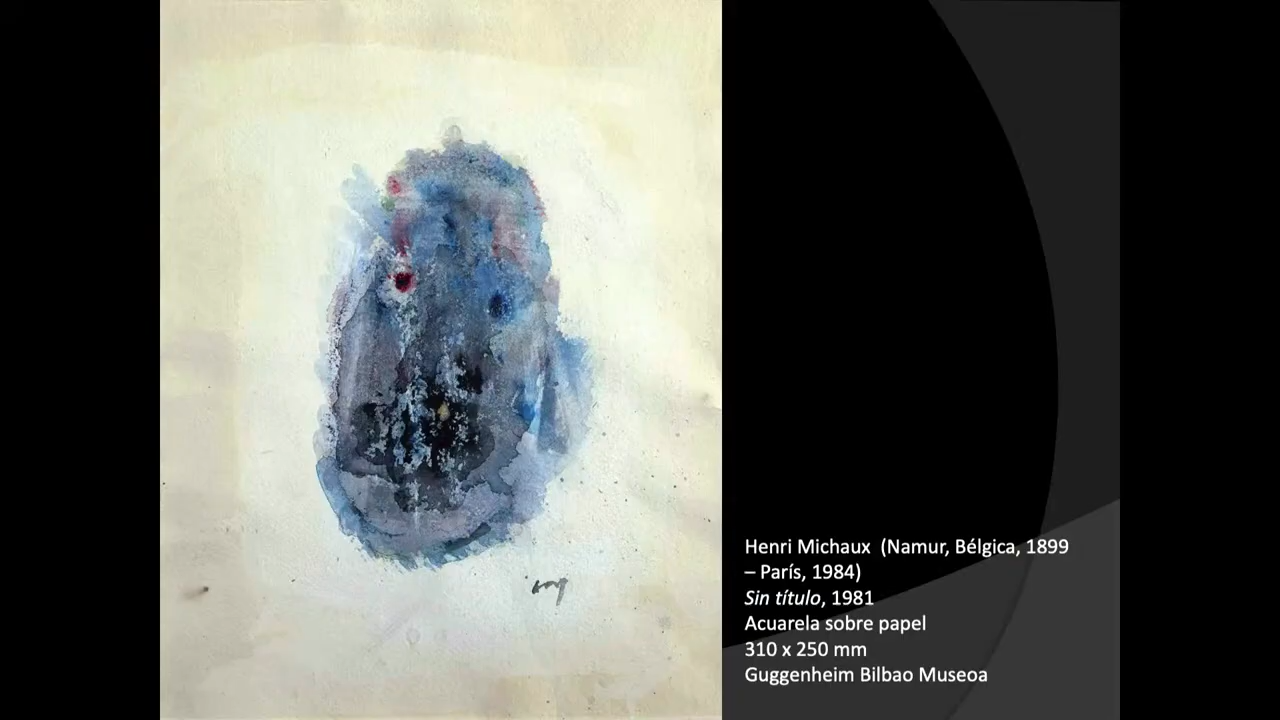 Henri Michaux  (Namur, Bélgica, 1899
– París, 1984)
Sin título, 1981
Acuarela sobre papel
310 x 250 mm
Guggenheim Bilbao Museoa